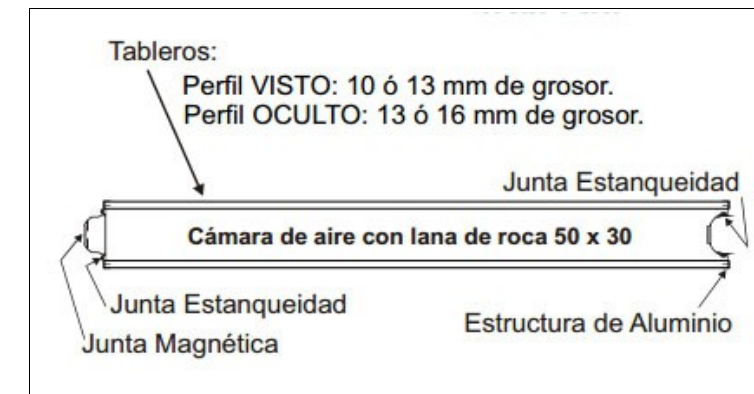 Tableros:
Perfil VISTO: 10 ó 13 mm de grosor.
Perfil OCULTO: 13 ó 16 mm de grosor.
Junta Estanqueidad
Cámara de aire con lana de roca 50 x 30
Junta Estanqueidad
Estructura de Aluminio
Junta Magnética